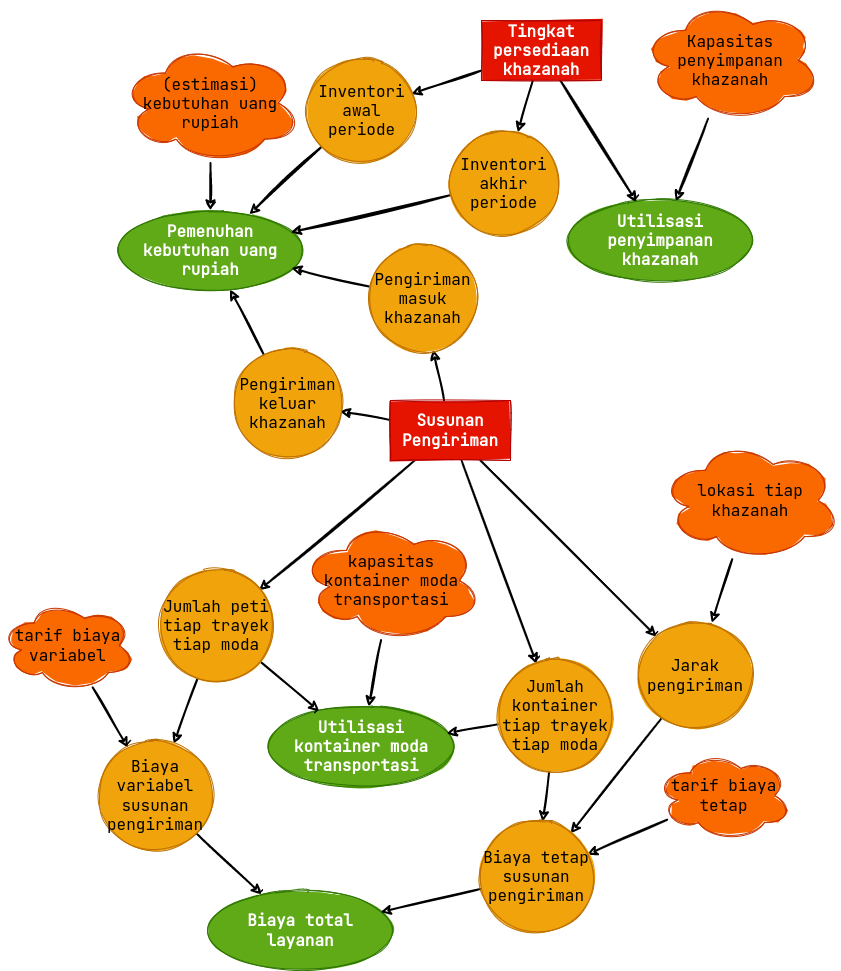 Tingkat
persediaan
khazanah
Kapasitas
penyimpanan
khazanah
(estimasi)
kebutuhan uang
rupiah
Inventori
awal
periode
Inventori
akhir
periode
Pemenuhan
kebutuhan uang
rupiah
Utilisasi
penyimpanan
khazanah
Pengiriman
masuk
khazanah
Pengiriman
keluar
khazanah
Susunan
Pengiriman
lokasi tiap
khazanah
kapasitas
kontainer moda
transportasi
Jumlah peti
tiap trayek
tiap moda
tarif biaya
variabel
Jarak
pengiriman
Jumlah
kontainer
tiap trayek
tiap moda
Utilisasi
kontainer moda
transportasi
Biaya
variabel
susunan
pengiriman
tarif biaya
tetap
Biaya tetap
susunan
pengiriman
Biaya total
layanan